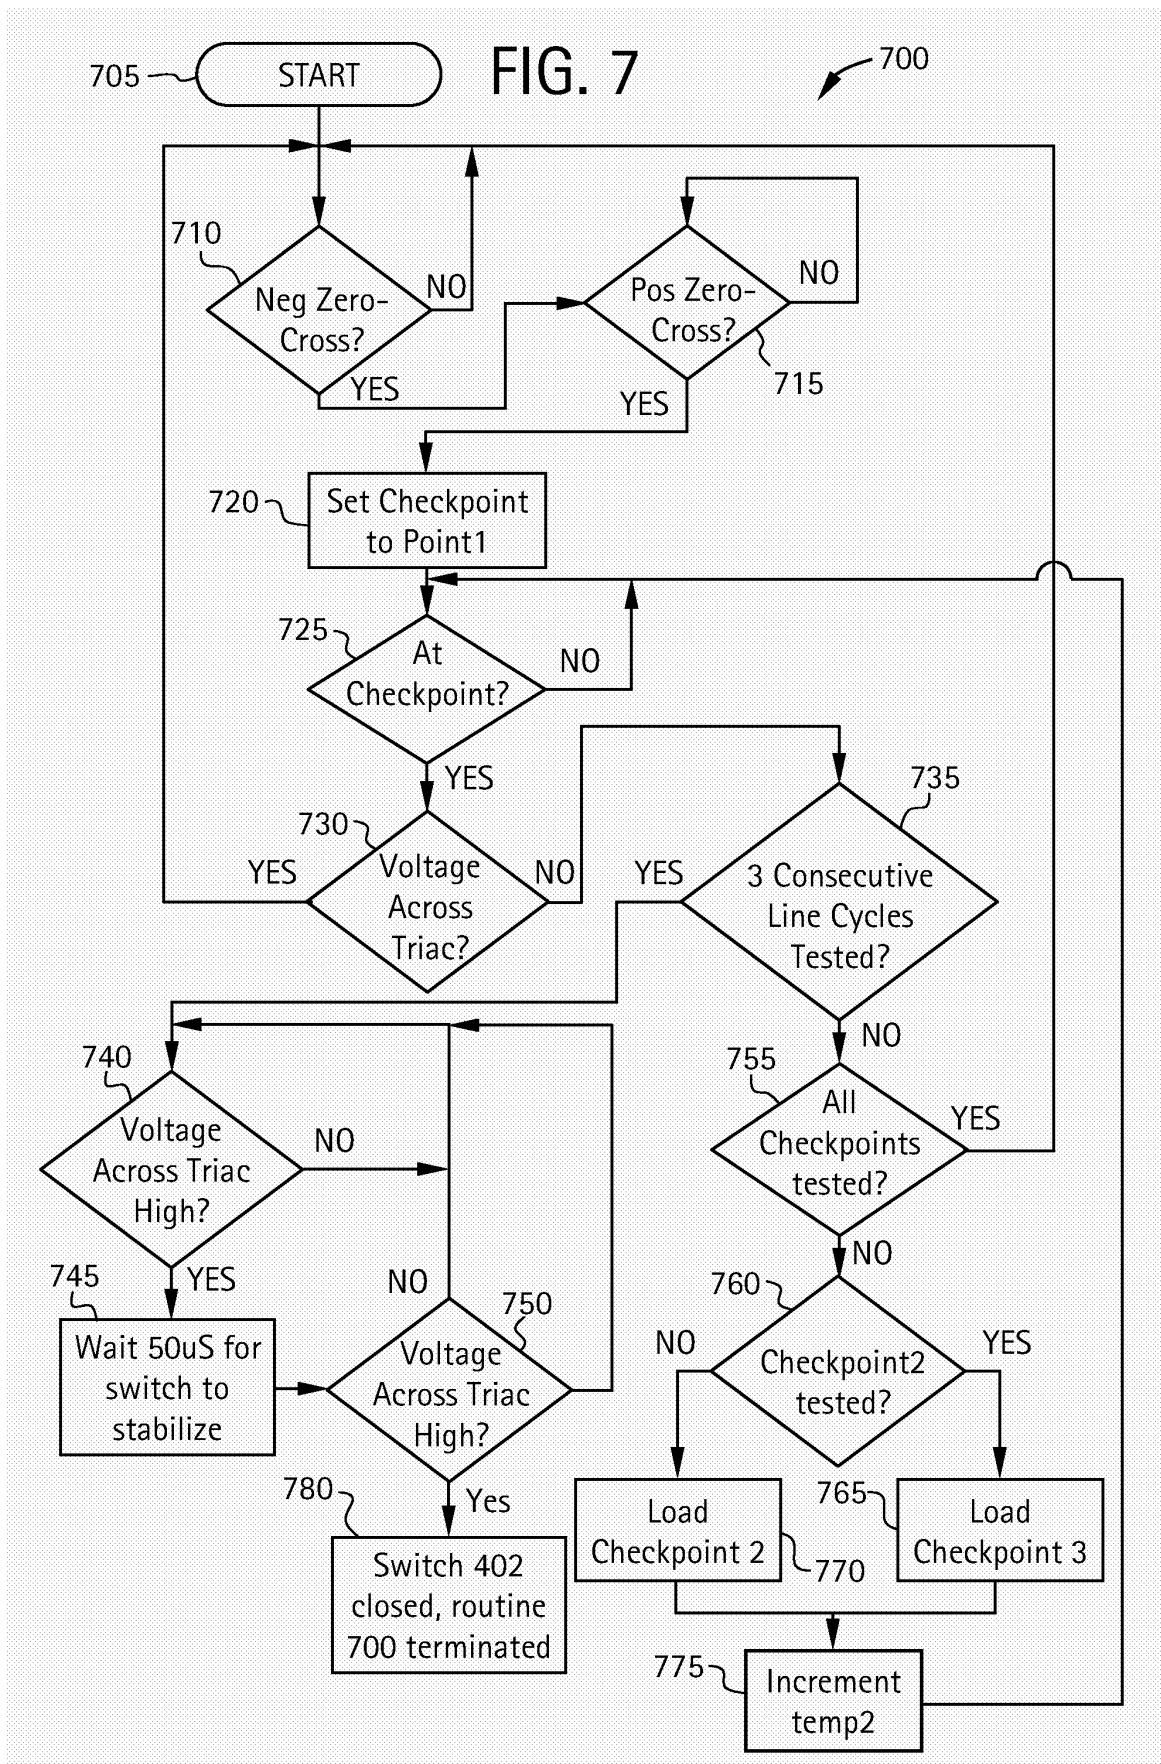 FIG. 7
700
705
START
710
Neg Zero-
Cross?
NO
YES
Pos Zero-
Cross?
NO
715
YES
720
Set Checkpoint
to Point1
725
At
Checkpoint?
NO
YES
730
Voltage
Across
Triac?
YES
NO
735
3 Consecutive
Line Cycles
Tested?
YES
NO
740
Voltage
Across Triac
High?
NO
YES
745
Wait 50uS for
switch to
stabilize
750
Voltage
Across Triac
High?
NO
Yes
780
Switch 402
closed, routine
700 terminated
755
All
Checkpoints
tested?
YES
NO
760
Checkpoint2
tested?
NO
YES
Load
Checkpoint 2
770
765
Load
Checkpoint 3
775
Increment
temp2